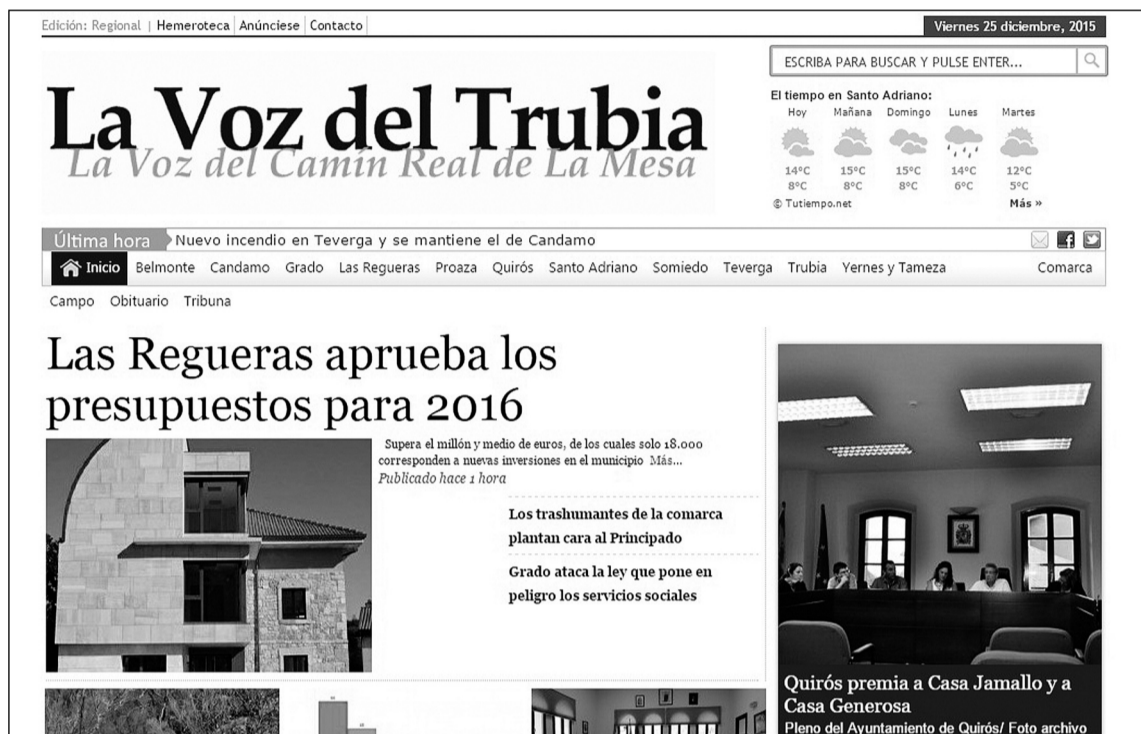 Edición: Regional | Hemeroteca Anúnciese Contacto
Viernes 25 diciembre, 2015
ESCRIBA PARA BUSCAR Y PULSE ENTER...
La Voz del Trubia
La Voz del Camín Real de La Mesa
El tiempo en Santo Adriano:
Hoy Mañana Domingo Lunes Martes
14ºC 15ºC 15ºC 14ºC 12ºC
8ºC 8ºC 8ºC 6ºC 5ºC
© Tutiempo.net Más »
Última hora Nuevo incendio en Teverga y se mantiene el de Candamo
Inicio Belmonte Candamo Grado Las Regueras Proaza Quirós Santo Adriano Somiedo Teverga Trubia Yernes y Tameza Comarca
Campo Obituario Tribuna
Las Regueras aprueba los
presupuestos para 2016
Supera el millón y medio de euros, de los cuales solo 18.000
corresponden a nuevas inversiones en el municipio Más...
Publicado hace 1 hora
Los trashumantes de la comarca
plantan cara al Principado
Grado ataca la ley que pone en
peligro los servicios sociales
Quirós premia a Casa Jamallo y a
Casa Generosa
Pleno del Ayuntamiento de Quirós/ Foto archivo